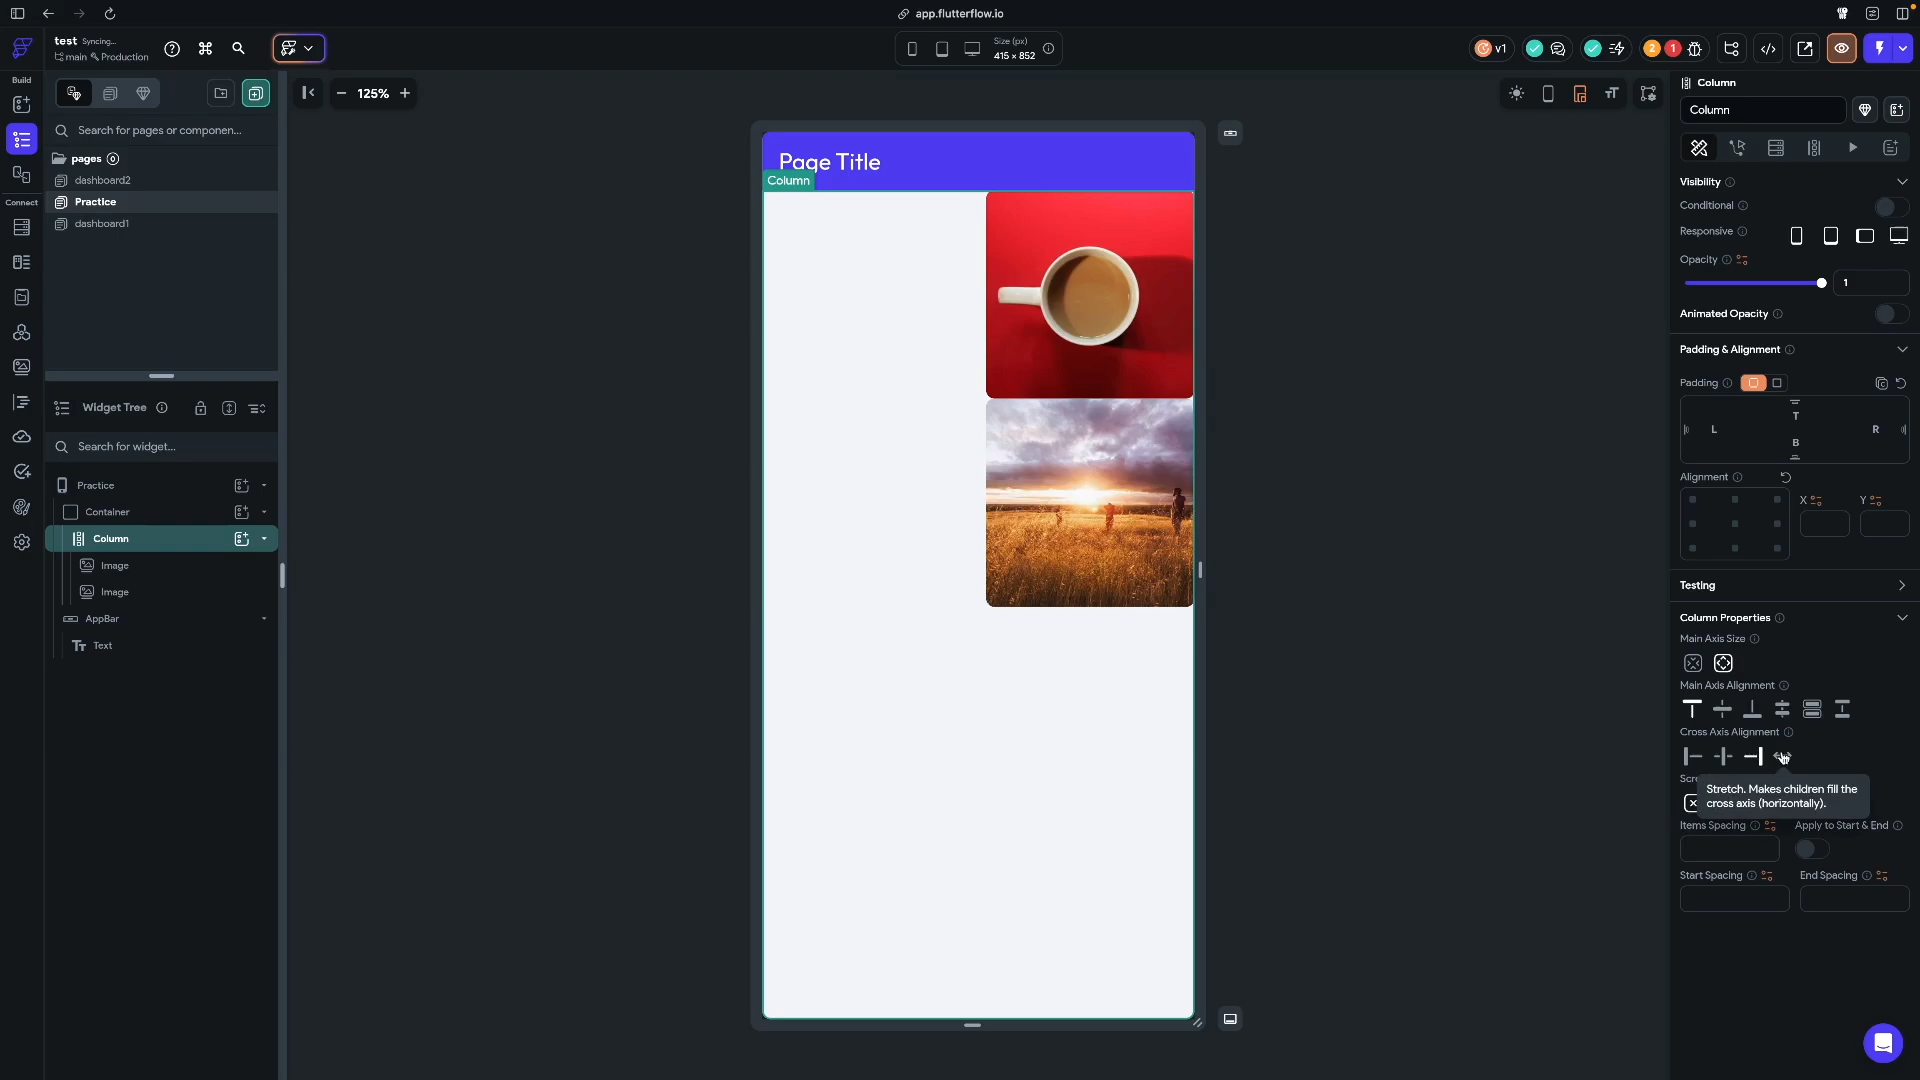 app.flutterflow.io
test Syncing...
main Production
Size (px)
415 × 852
v1
2
1
Build
Connect
Search for pages or componen...
pages
dashboard2
Practice
dashboard1
Widget Tree
Search for widget...
Practice
Container
Column
Image
Image
AppBar
Tt Text
125%
TT
Page Title
Column
Column
Column
Visibility
Conditional
Responsive
Opacity
1
Animated Opacity
Padding & Alignment
Padding
T
L
R
B
Alignment
X
Y
Testing
Column Properties
Main Axis Size
Main Axis Alignment
Cross Axis Alignment
Scr
Stretch. Makes children fill the
cross axis (horizontally).
Items Spacing
Apply to Start & End
Start Spacing
End Spacing